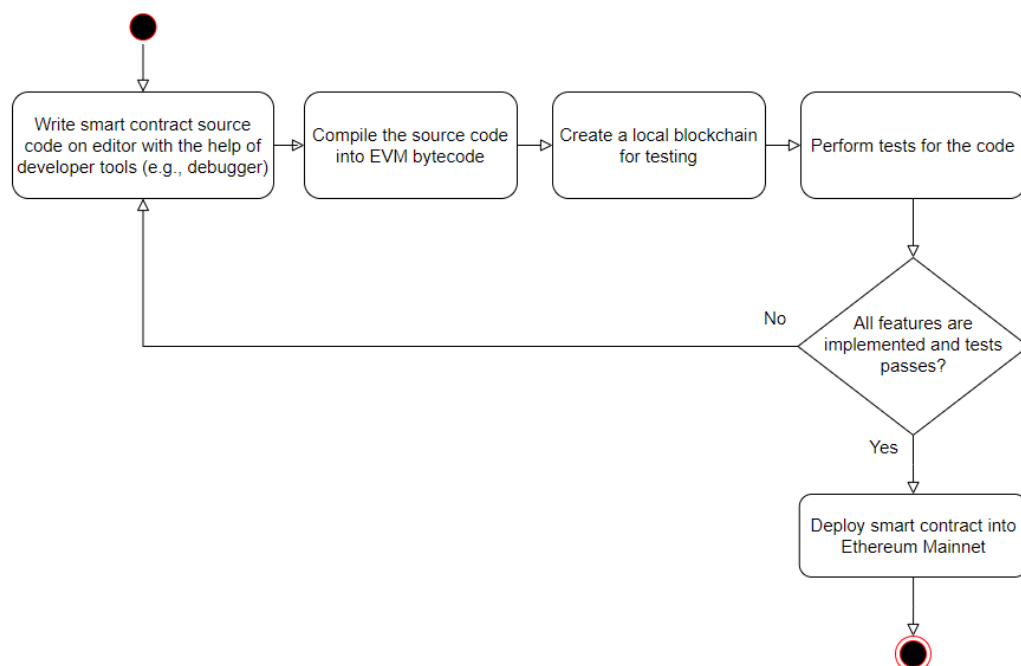 Write smart contract source
code on editor with the help of
developer tools (e.g., debugger)
Compile the source code
into EVM bytecode
Create a local blockchain
for testing
Perform tests for the code
No
All features are
implemented and tests
passes?
Yes
Deploy smart contract into
Ethereum Mainnet